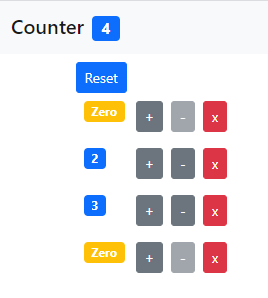 Counter 4
Reset
Zero + - x
2 + - x
3 + - x
Zero + - x